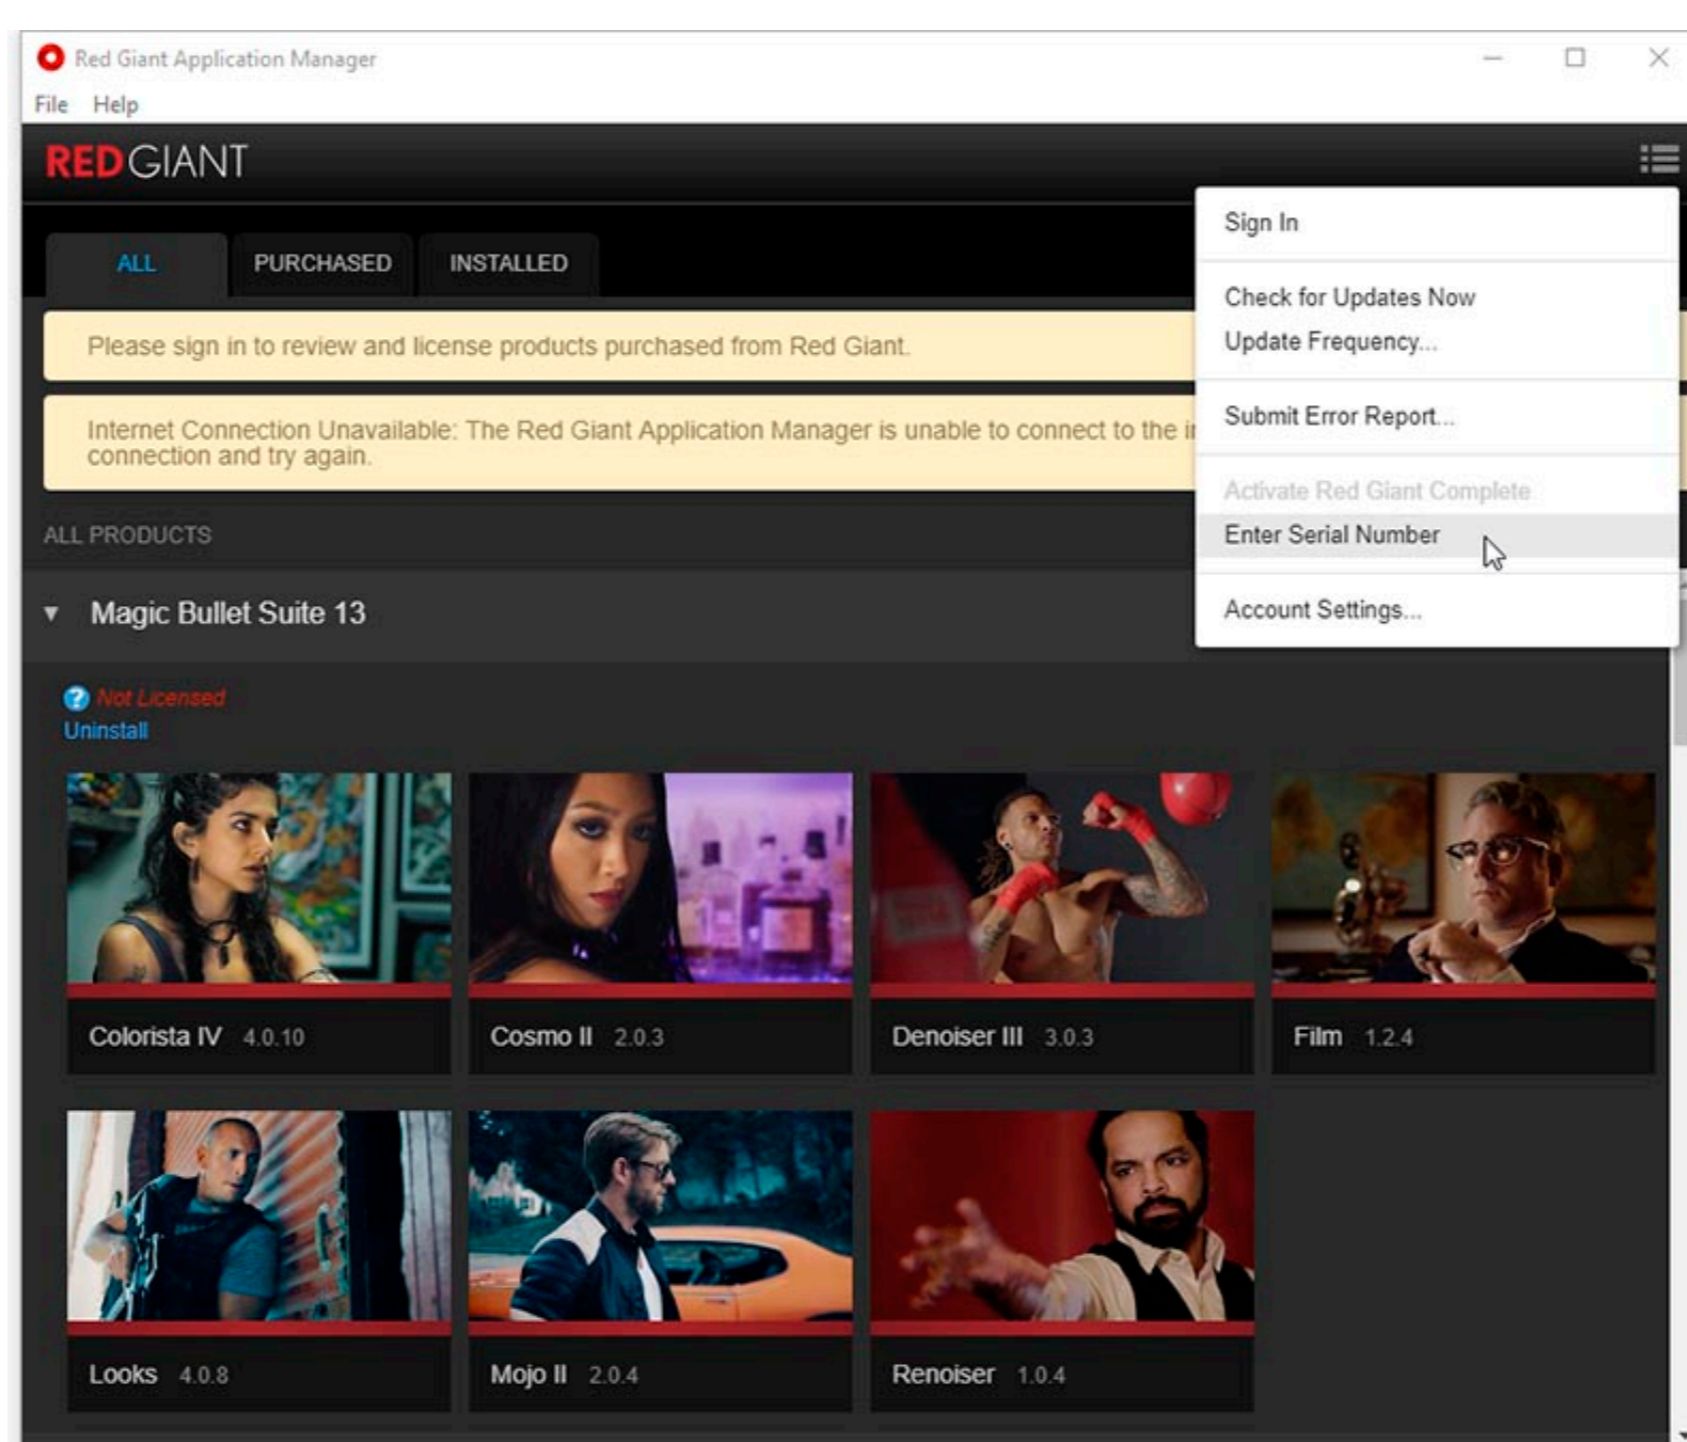 Red Giant Application Manager
File Help
RED GIANT
ALL PURCHASED INSTALLED
Sign In
Check for Updates Now
Update Frequency...
Submit Error Report...
Activate Red Giant Complete
Enter Serial Number
Account Settings...
Please sign in to review and license products purchased from Red Giant.
Internet Connection Unavailable: The Red Giant Application Manager is unable to connect to the
connection and try again.
ALL PRODUCTS
Magic Bullet Suite 13
Not Licensed
Uninstall
Colorista IV 4.0.10
Cosmo II 2.0.3
Denoiser III 3.0.3
Film 1.2.4
Looks 4.0.8
Mojo II 2.0.4
Renoiser 1.0.4